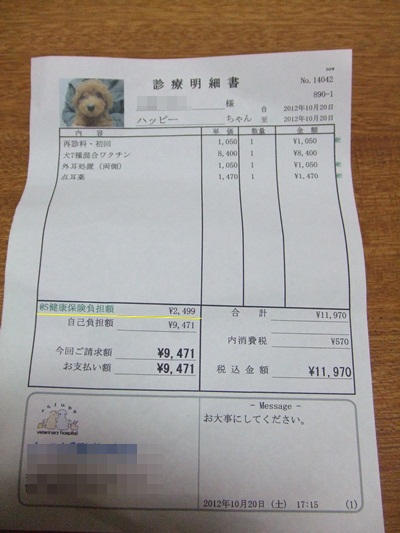 診療明細書
No.14042
890-1
様
自 2012年10月20日
ハッピー ちゃん 至 2012年10月20日
内容 単価 数量 金額
再診料・初回 1,050 1 ¥1,050
犬7種混合ワクチン 8,400 1 ¥8,400
外耳処置(両側) 1,050 1 ¥1,050
点耳薬 1,470 1 ¥1,470
健康保険負担額 ¥2,499
自己負担額 ¥9,471
今回ご請求額 ¥9,471
お支払い額 ¥9,471
合計 ¥11,970
内消費税 ¥570
税込金額 ¥11,970
veterinary hospital
- Message -
お大事にしてください。
2012年10月20日(土) 17:15 (1)